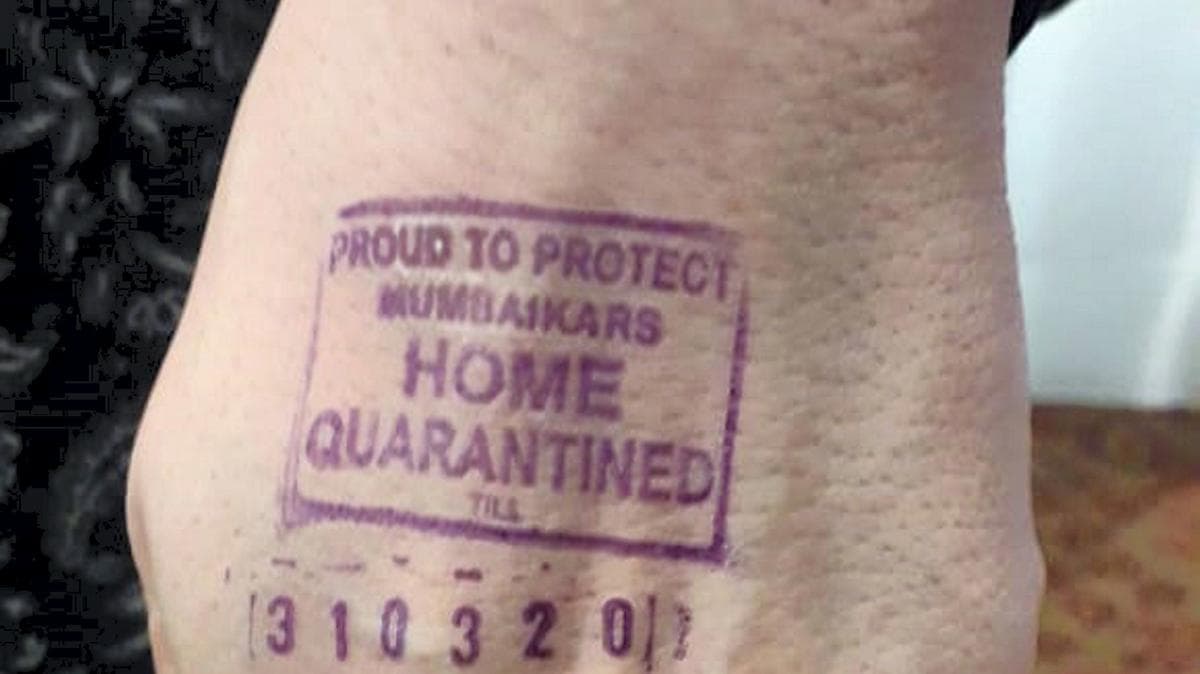 PROUD TO PROTECT
MUMBAIKARS
HOME
QUARANTINED
TILL
310320